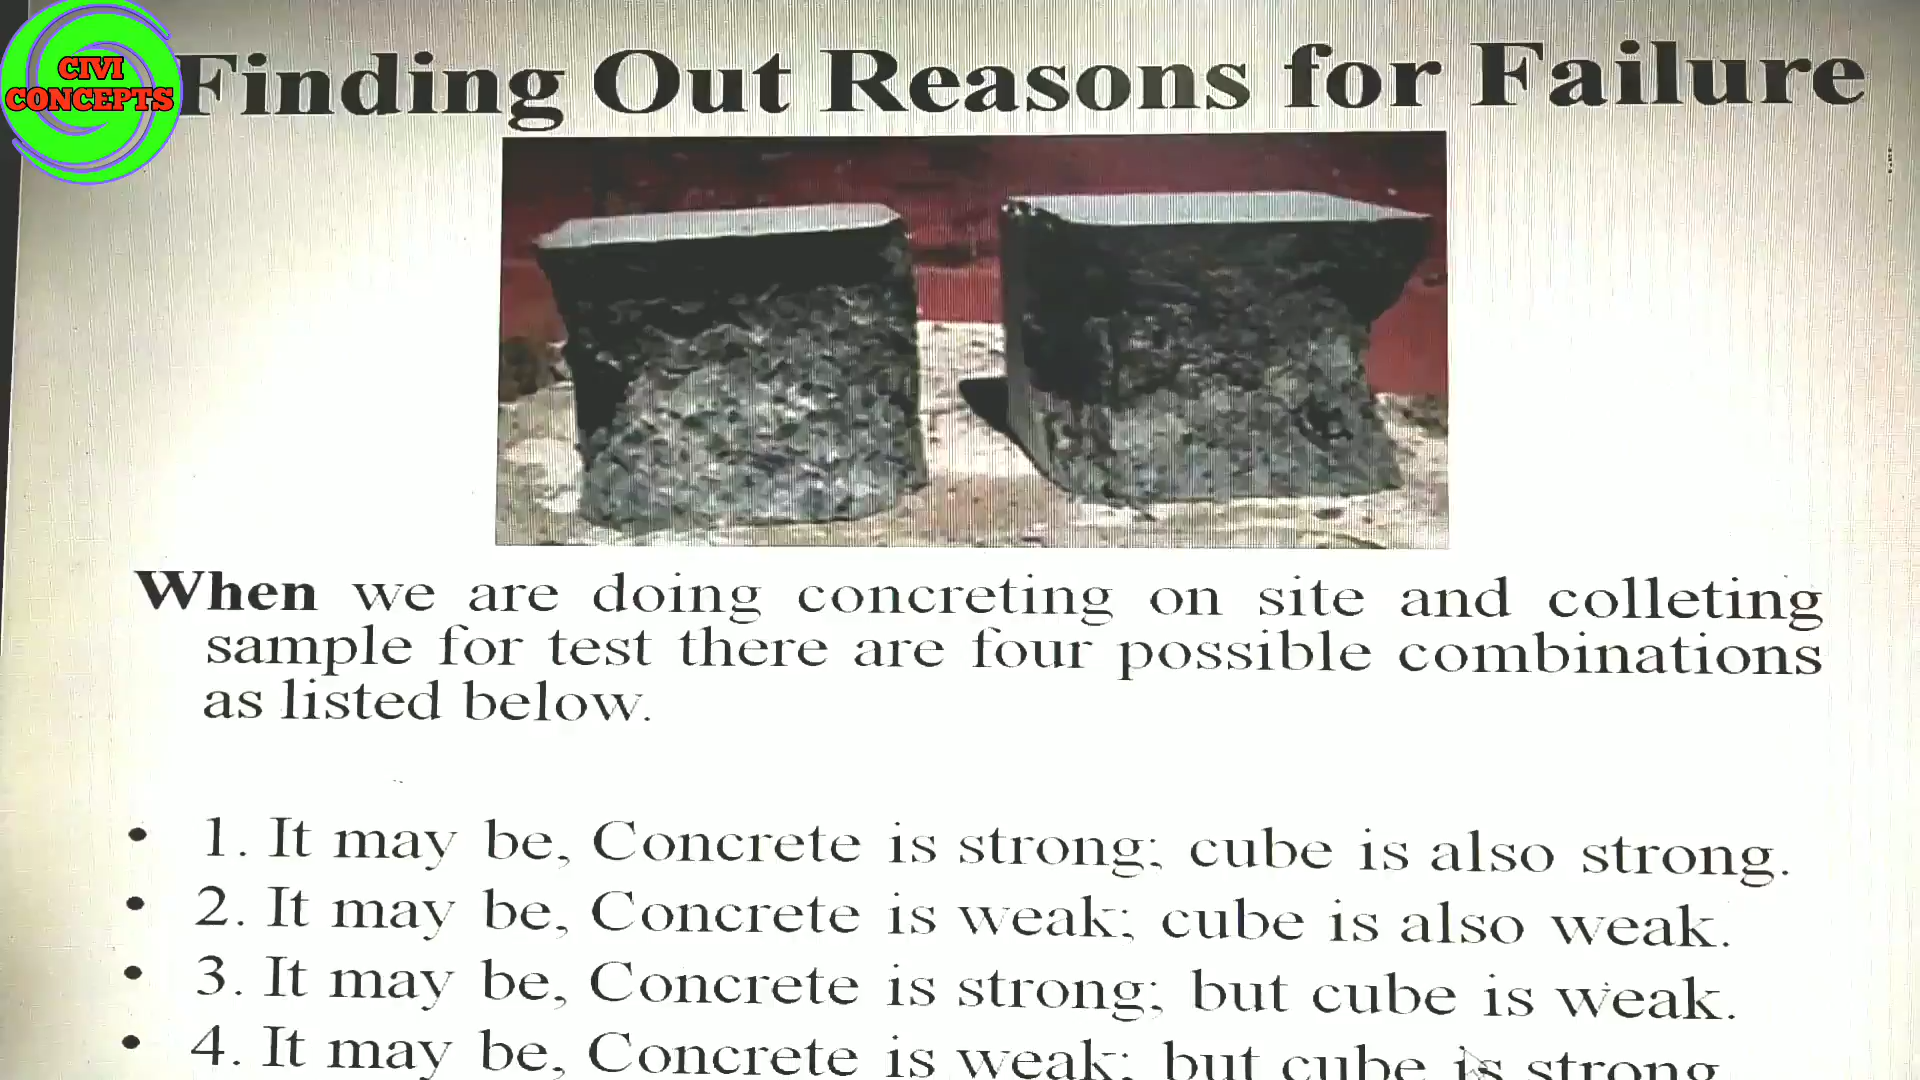 CIVI
CONCEPTS
Finding Out Reasons for Failure
When we are doing concreting on site and colleting
sample for test there are four possible combinations
as listed below.
• 1. It may be, Concrete is strong; cube is also strong.
• 2. It may be, Concrete is weak; cube is also weak.
• 3. It may be, Concrete is strong; but cube is weak.
• 4. It may be, Concrete is weak; but cube is strong